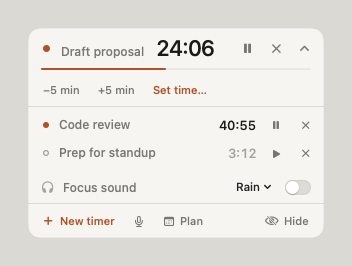 Draft proposal 24:06
−5 min +5 min Set time...
Code review 40:55
Prep for standup 3:12
Focus sound Rain
+ New timer Plan Hide